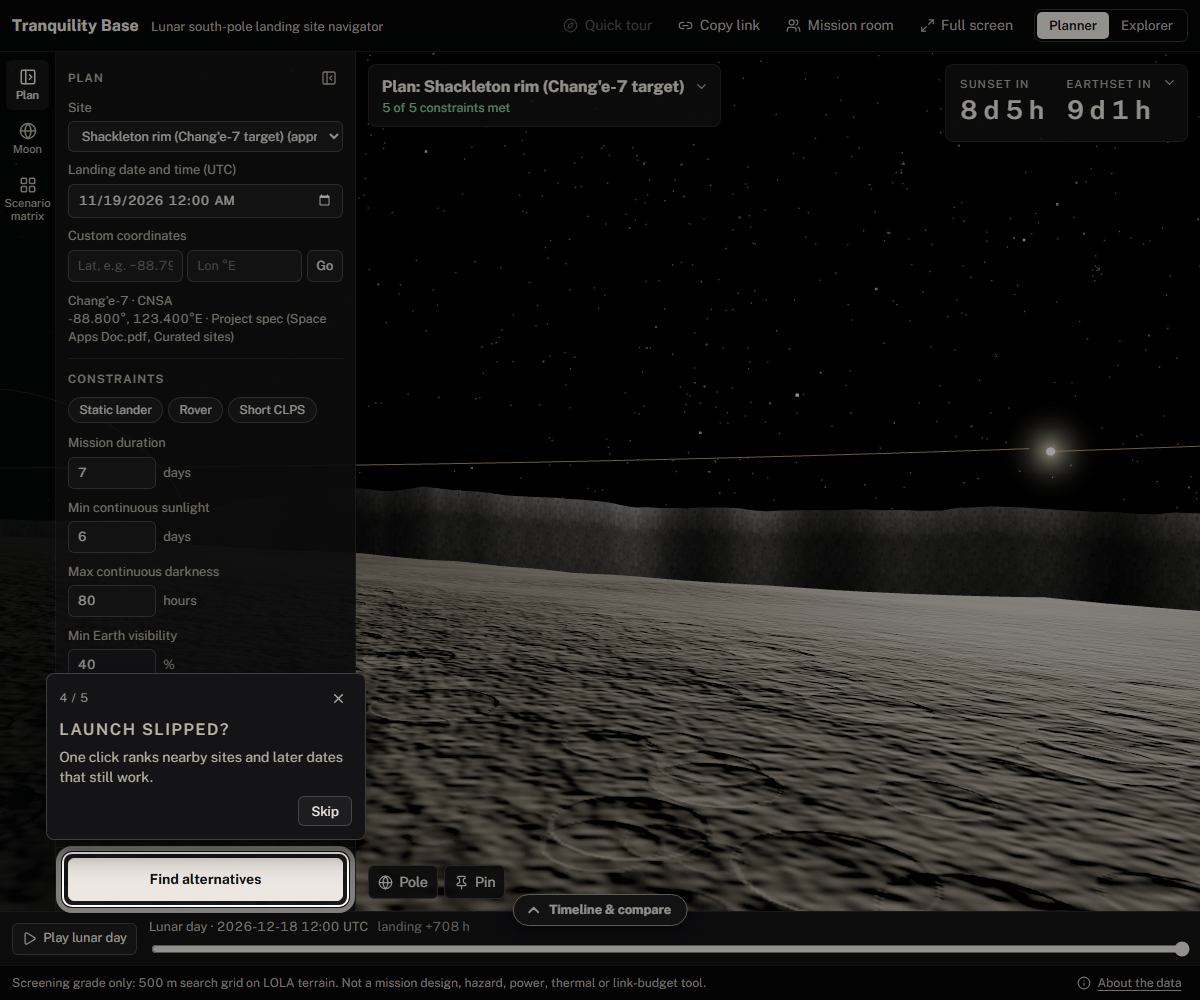 Tranquility Base
Lunar south-pole landing site navigator
Quick tour
Copy link
Mission room
Full screen
Planner
Explorer
Plan
Moon
Scenario
matrix
PLAN
Site
Shackleton rim (Chang'e-7 target) (appr
Landing date and time (UTC)
11/19/2026 12:00 AM
Custom coordinates
Lat, e.g. −88.79
Lon °E
Go
Chang'e-7 · CNSA
-88.800°, 123.400°E · Project spec (Space
Apps Doc.pdf, Curated sites)
CONSTRAINTS
Static lander
Rover
Short CLPS
Mission duration
7 days
Min continuous sunlight
6 days
Max continuous darkness
80 hours
Min Earth visibility
40 %
4 / 5
LAUNCH SLIPPED?
One click ranks nearby sites and later dates
that still work.
Skip
Find alternatives
Plan: Shackleton rim (Chang'e-7 target)
5 of 5 constraints met
SUNSET IN
8 d 5 h
EARTHSET IN
9 d 1 h
Pole
Pin
Timeline & compare
Play lunar day
Lunar day · 2026-12-18 12:00 UTC landing +708 h
Screening grade only: 500 m search grid on LOLA terrain. Not a mission design, hazard, power, thermal or link-budget tool.
About the data